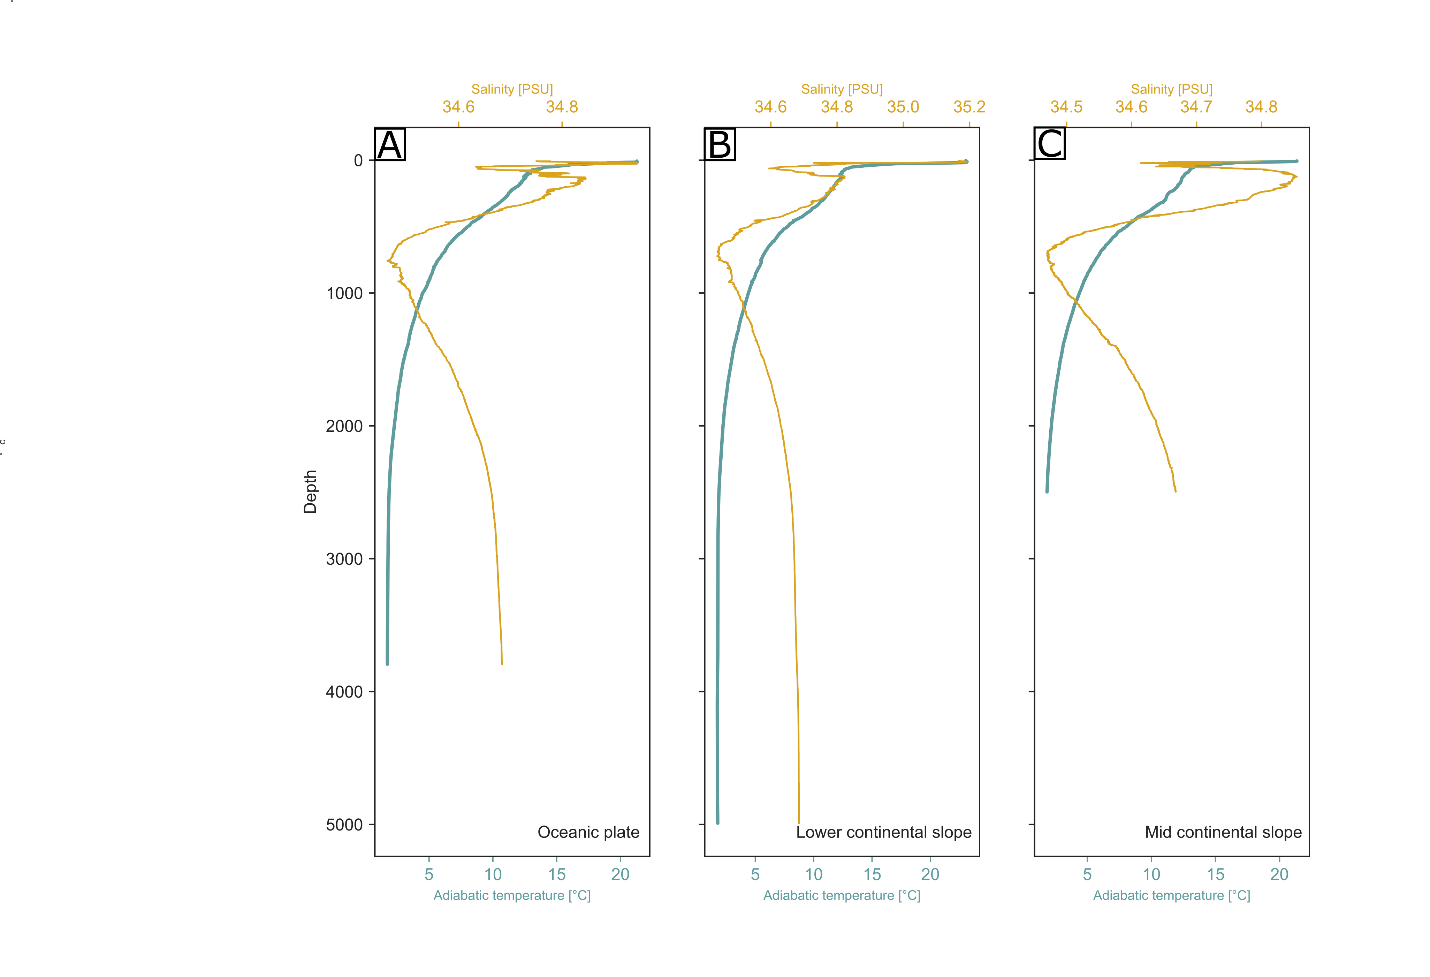 Salinity [PSU]
34.6 34.8
A
0
1000
2000
3000
4000
5000
Depth
Oceanic plate
5 10 15 20
Adiabatic temperature [°C]
Salinity [PSU]
34.6 34.8 35.0 35.2
B
Lower continental slope
5 10 15 20
Adiabatic temperature [°C]
Salinity [PSU]
34.5 34.6 34.7 34.8
C
Mid continental slope
5 10 15 20
Adiabatic temperature [°C]